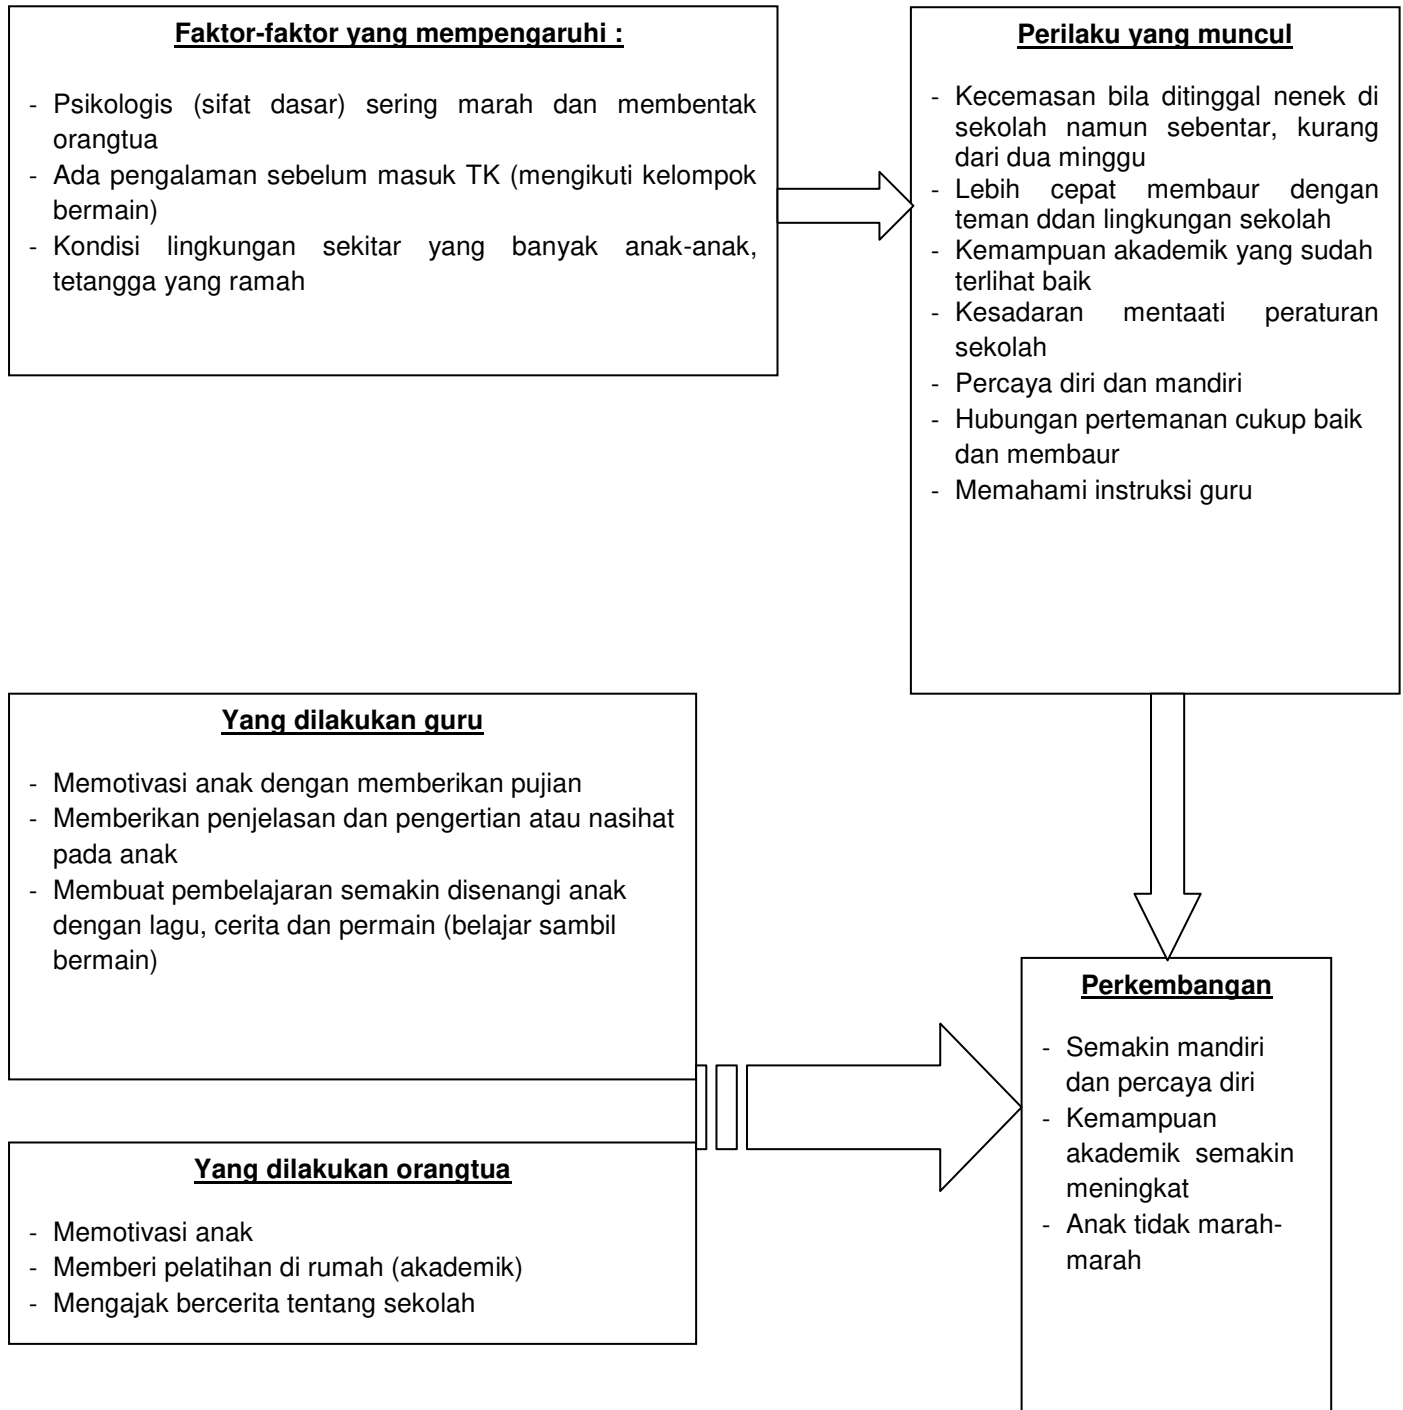 Faktor-faktor yang mempengaruhi :
- Psikologis (sifat dasar) sering marah dan membentak
orangtua
- Ada pengalaman sebelum masuk TK (mengikuti kelompok
bermain)
- Kondisi lingkungan sekitar yang banyak anak-anak,
tetangga yang ramah
Perilaku yang muncul
- Kecemasan bila ditinggal nenek di
sekolah namun sebentar, kurang
dari dua minggu
- Lebih cepat membaur dengan
teman ddan lingkungan sekolah
- Kemampuan akademik yang sudah
terlihat baik
- Kesadaran mentaati peraturan
sekolah
- Percaya diri dan mandiri
- Hubungan pertemanan cukup baik
dan membaur
- Memahami instruksi guru
Yang dilakukan guru
- Memotivasi anak dengan memberikan pujian
- Memberikan penjelasan dan pengertian atau nasihat
pada anak
- Membuat pembelajaran semakin disenangi anak
dengan lagu, cerita dan permain (belajar sambil
bermain)
Yang dilakukan orangtua
- Memotivasi anak
- Memberi pelatihan di rumah (akademik)
- Mengajak bercerita tentang sekolah
Perkembangan
- Semakin mandiri
dan percaya diri
- Kemampuan
akademik semakin
meningkat
- Anak tidak marah-
marah